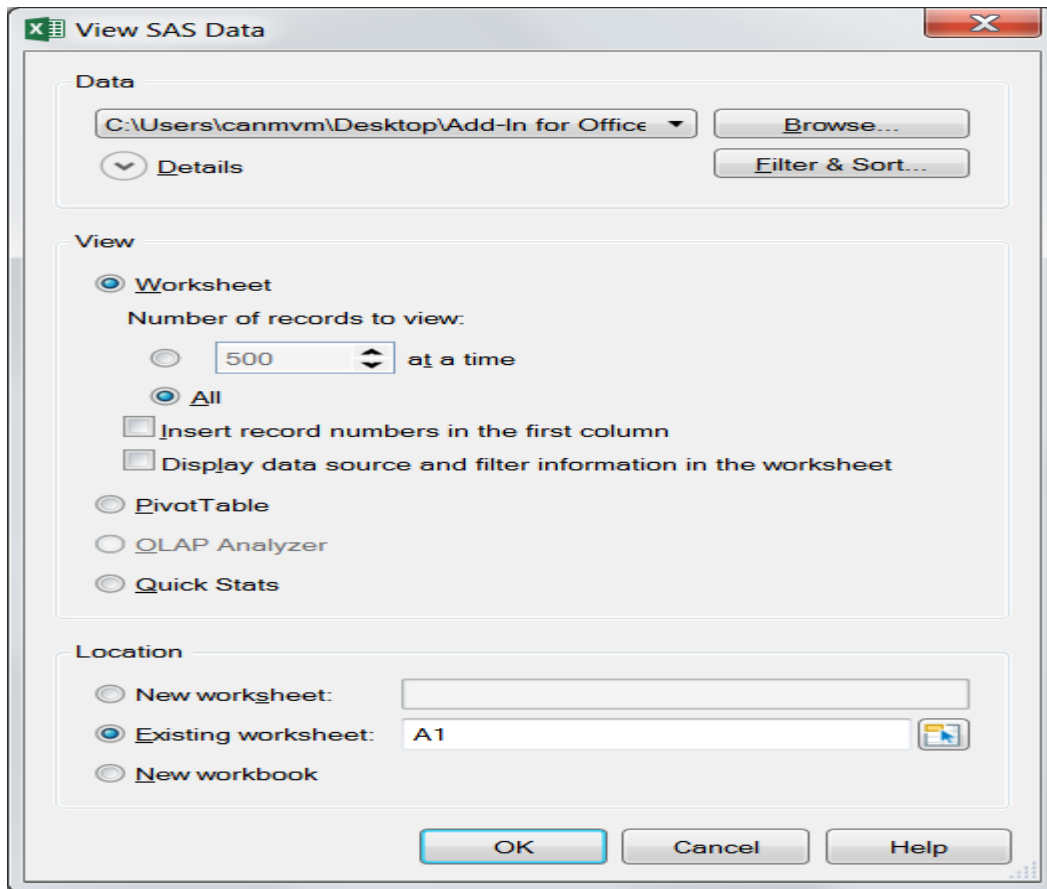 View SAS Data
Data
C:\Users\canmvm\Desktop\Add-In for Office
Browse...
Details
Filter & Sort...
View
Worksheet
Number of records to view:
500 at a time
All
Insert record numbers in the first column
Display data source and filter information in the worksheet
PivotTable
OLAP Analyzer
Quick Stats
Location
New worksheet:
Existing worksheet: A1
New workbook
OK Cancel Help